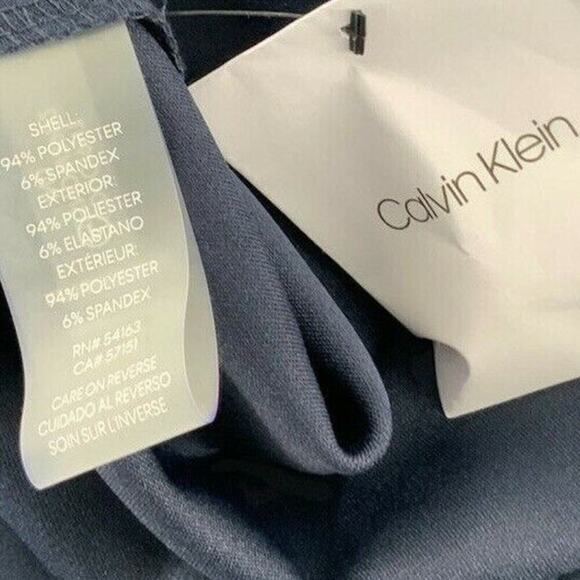 SHELL:
94% POLYESTER
6% SPANDEX
EXTERIOR:
94% POLIESTER
6% ELASTANO
EXTÉRIEUR:
94% POLYESTER
6% SPANDEX
RN# 54163
CA# 57151
CARE ON REVERSE
CUIDADO AL REVERSO
SOIN SUR L'INVERSE
Calvin Klein